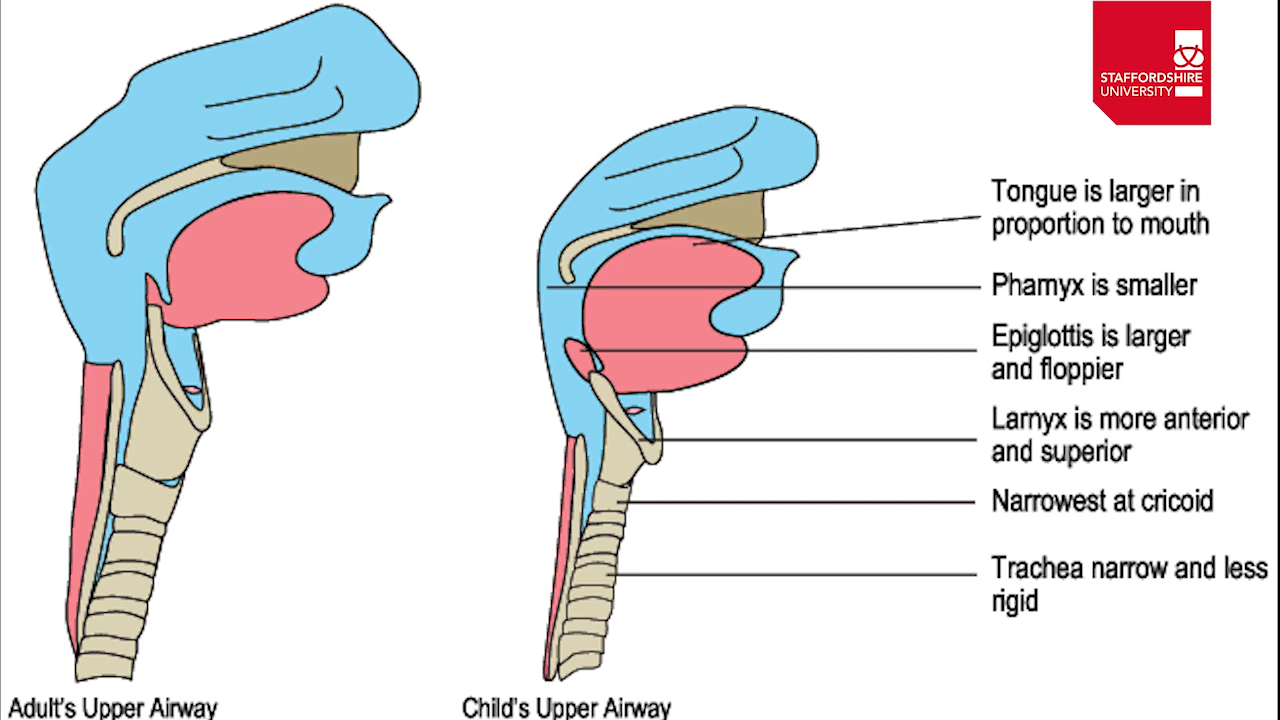 STAFFORDSHIRE
UNIVERSITY
Tongue is larger in
proportion to mouth
Pharnyx is smaller
Epiglottis is larger
and floppier
Larnyx is more anterior
and superior
Narrowest at cricoid
Trachea narrow and less
rigid
Adult's Upper Airway
Child's Upper Airway